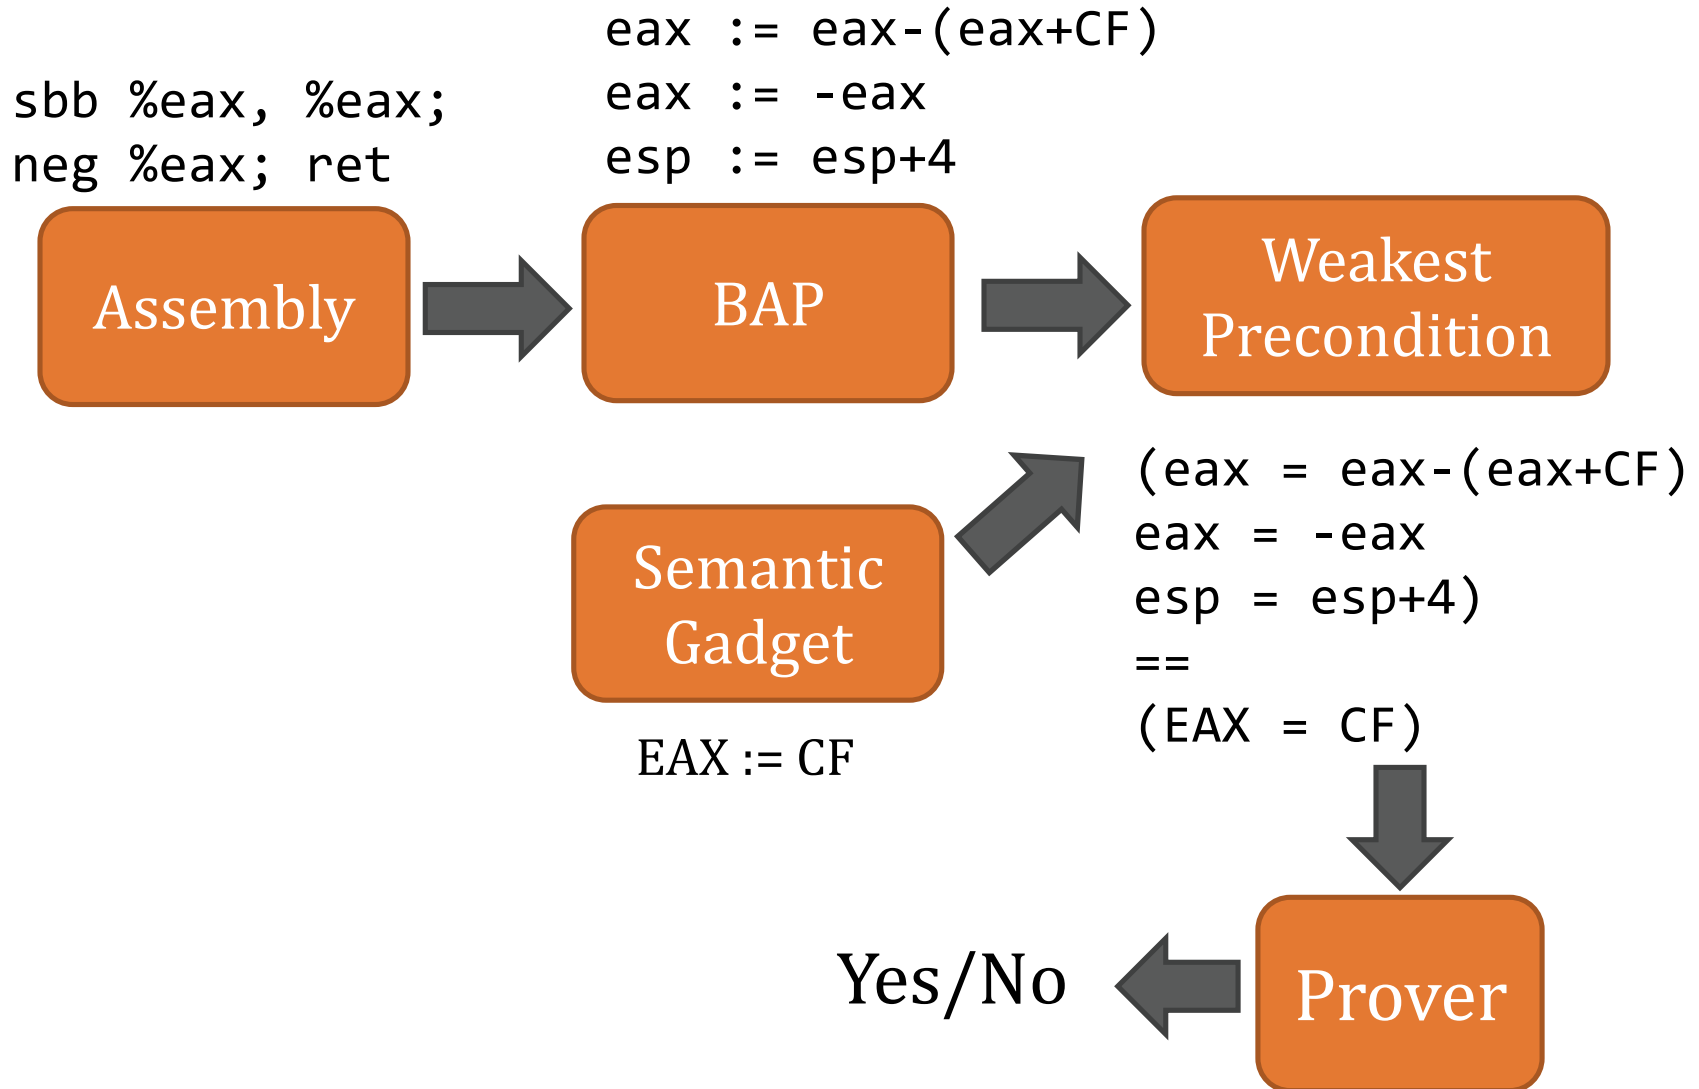 sbb %eax, %eax;
neg %eax; ret
Assembly
eax := eax-(eax+CF)
eax := -eax
esp := esp+4
BAP
Weakest
Precondition
Semantic
Gadget
EAX := CF
(eax = eax-(eax+CF)
eax = -eax
esp = esp+4)
==
(EAX = CF)
Prover
Yes/No